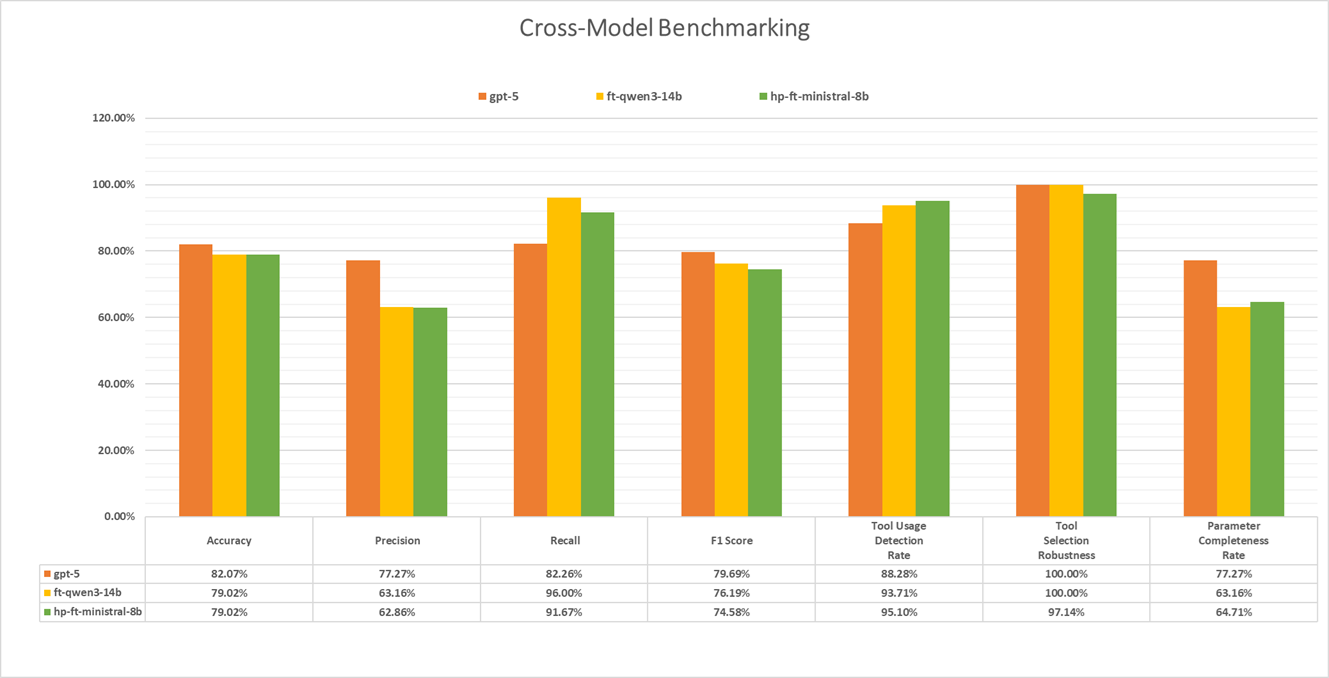 Cross-Model Benchmarking
gpt-5 ft-qwen3-14b hp-ft-ministral-8b
120.00%
100.00%
80.00%
60.00%
40.00%
20.00%
0.00%
Accuracy Precision Recall F1 Score Tool Usage Detection Rate Tool Selection Robustness Parameter Completeness Rate
gpt-5 82.07% 77.27% 82.26% 79.69% 88.28% 100.00% 77.27%
ft-qwen3-14b 79.02% 63.16% 96.00% 76.19% 93.71% 100.00% 63.16%
hp-ft-ministral-8b 79.02% 62.86% 91.67% 74.58% 95.10% 97.14% 64.71%